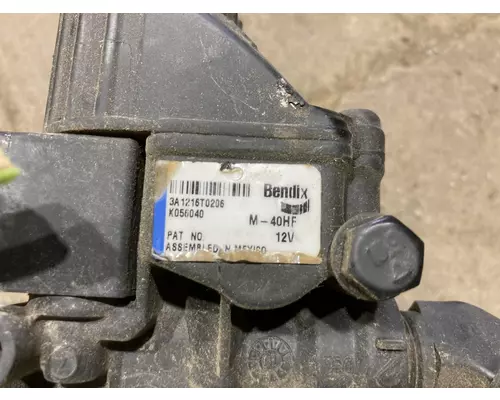 Bendix
3A1216T0206
K056040
M-40HF
PAT NO 12V
ASSEMBLED IN MEXICO